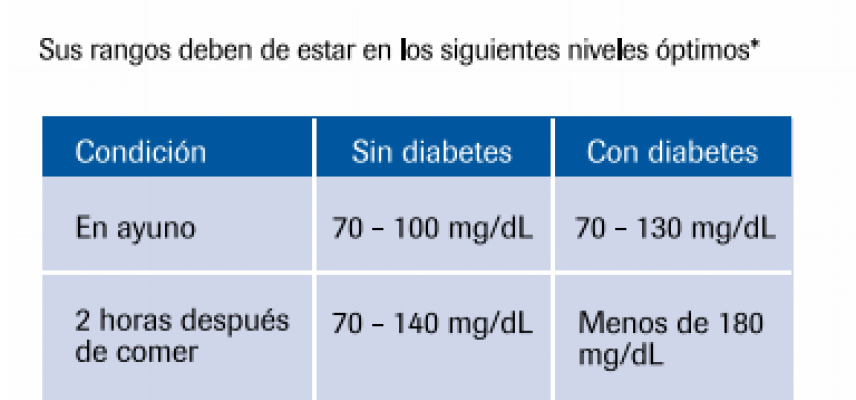 Sus rangos deben de estar en los siguientes niveles óptimos*
Condición Sin diabetes Con diabetes
En ayuno 70 – 100 mg/dL 70 – 130 mg/dL
2 horas después de comer 70 – 140 mg/dL Menos de 180 mg/dL